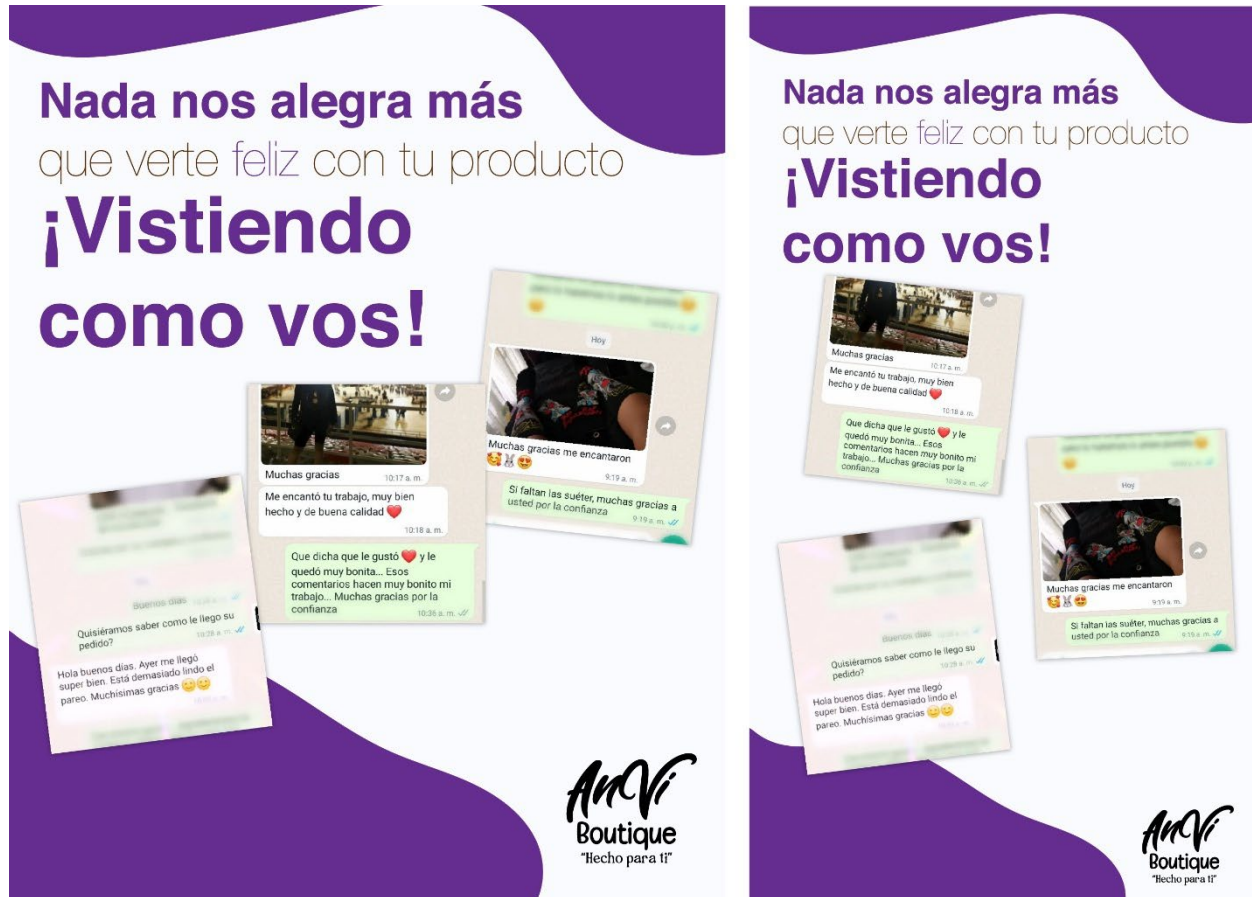 Nada nos alegra más
que verte feliz con tu producto
¡Vistiendo
como vos!
Hoy
Muchas gracias me encantaron
🥰🐰😍
9:19 a. m.
Si faltan las suéter, muchas gracias a
usted por la confianza
9:19 a. m.
Muchas gracias
10:17 a. m.
Me encantó tu trabajo, muy bien
hecho y de buena calidad ❤️
10:18 a. m.
Que dicha que le gustó ❤️ y le
quedó muy bonita... Esos
comentarios hacen muy bonito mi
trabajo... Muchas gracias por la
confianza
10:36 a. m.
Buenos días
Quisiéramos saber como le llego su
pedido?
10:28 a. m.
Hola buenos días. Ayer me llegó
super bien. Está demasiado lindo el
pareo. Muchisimas gracias 😊😊
AnVi
Boutique
"Hecho para ti"
Nada nos alegra más
que verte feliz con tu producto
¡Vistiendo
como vos!
Muchas gracias
10:17 a. m.
Me encantó tu trabajo, muy bien
hecho y de buena calidad ❤️
10:18 a. m.
Que dicha que le gustó ❤️ y le
quedó muy bonita... Esos
comentarios hacen muy bonito mi
trabajo... Muchas gracias por la
confianza
10:36 a. m.
Hoy
Muchas gracias me encantaron
🥰🐰😍
9:19 a. m.
Si faltan las suéter, muchas gracias a
usted por la confianza
9:19 a. m.
Buenos días
Quisiéramos saber como le llego su
pedido?
10:28 a. m.
Hola buenos días. Ayer me llegó
super bien. Está demasiado lindo el
pareo. Muchisimas gracias 😊😊
AnVi
Boutique
"Hecho para ti"